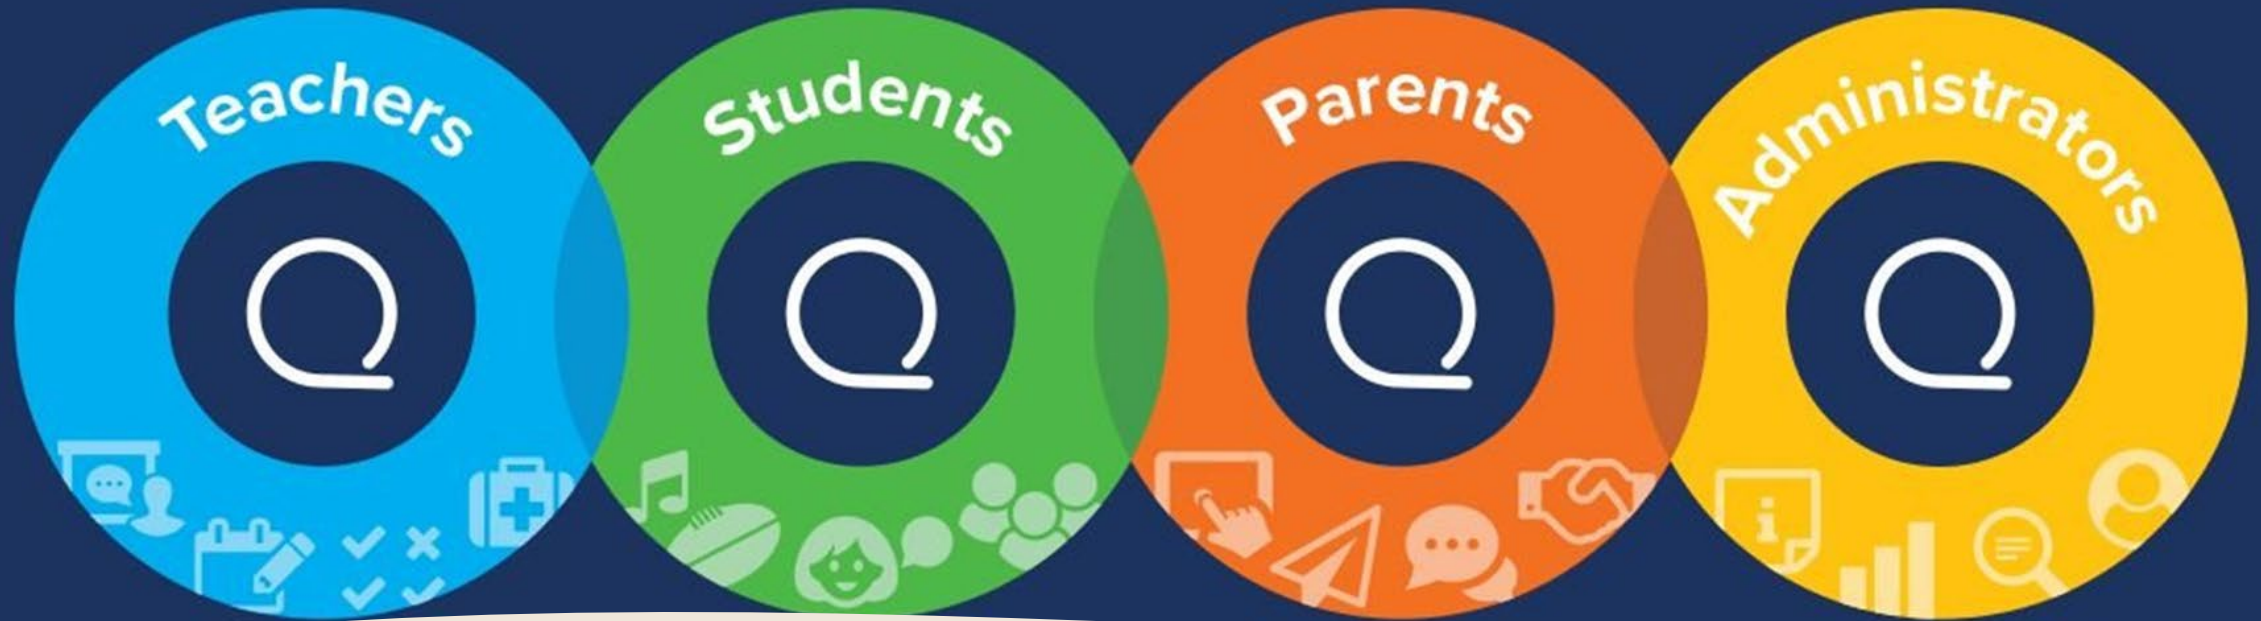 Teachers
Students
Parents
Administrators
Q
Q
Q
Q
i